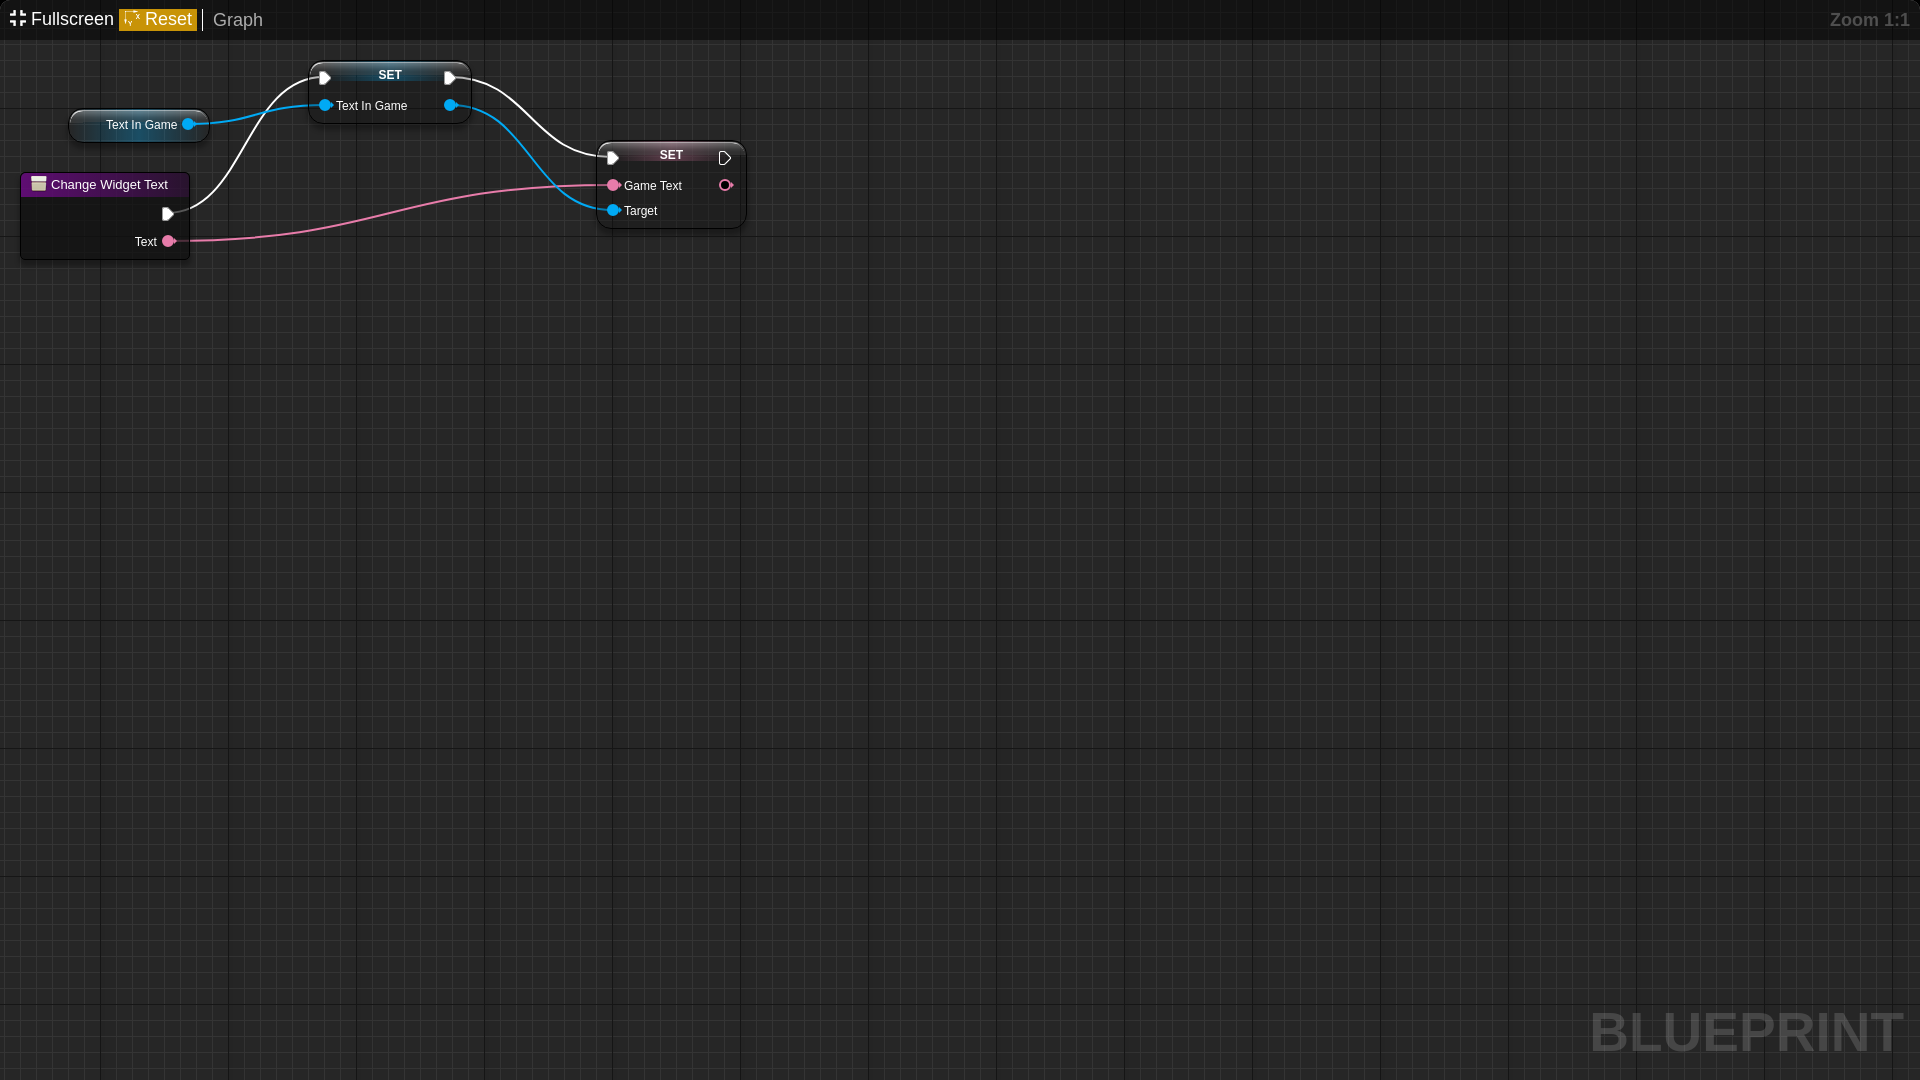 Fullscreen Reset Graph Zoom 1:1
SET
Text In Game
Text In Game
SET
Game Text
Target
Change Widget Text
Text
BLUEPRINT